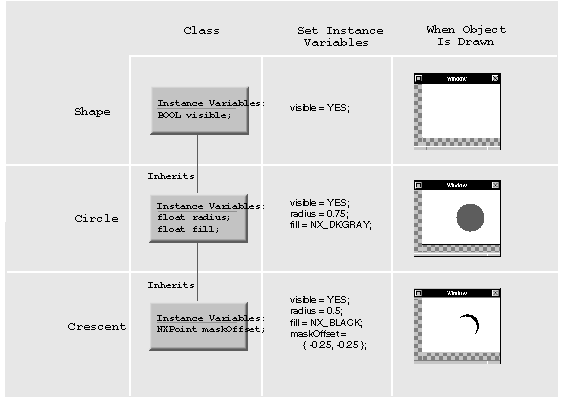 Class
Set Instance
Variables
When Object
Is Drawn
Shape
Instance Variables:
BOOL visible;
visible = YES;
Window
Inherits
Circle
Instance Variables:
float radius;
float fill;
visible = YES;
radius = 0.75;
fill = NX_DKGRAY;
Window
Inherits
Crescent
Instance Variables:
NXPoint maskOffset;
visible = YES;
radius = 0.5;
fill = NX_BLACK;
maskOffset =
{ -0.25, -0.25 };
Window